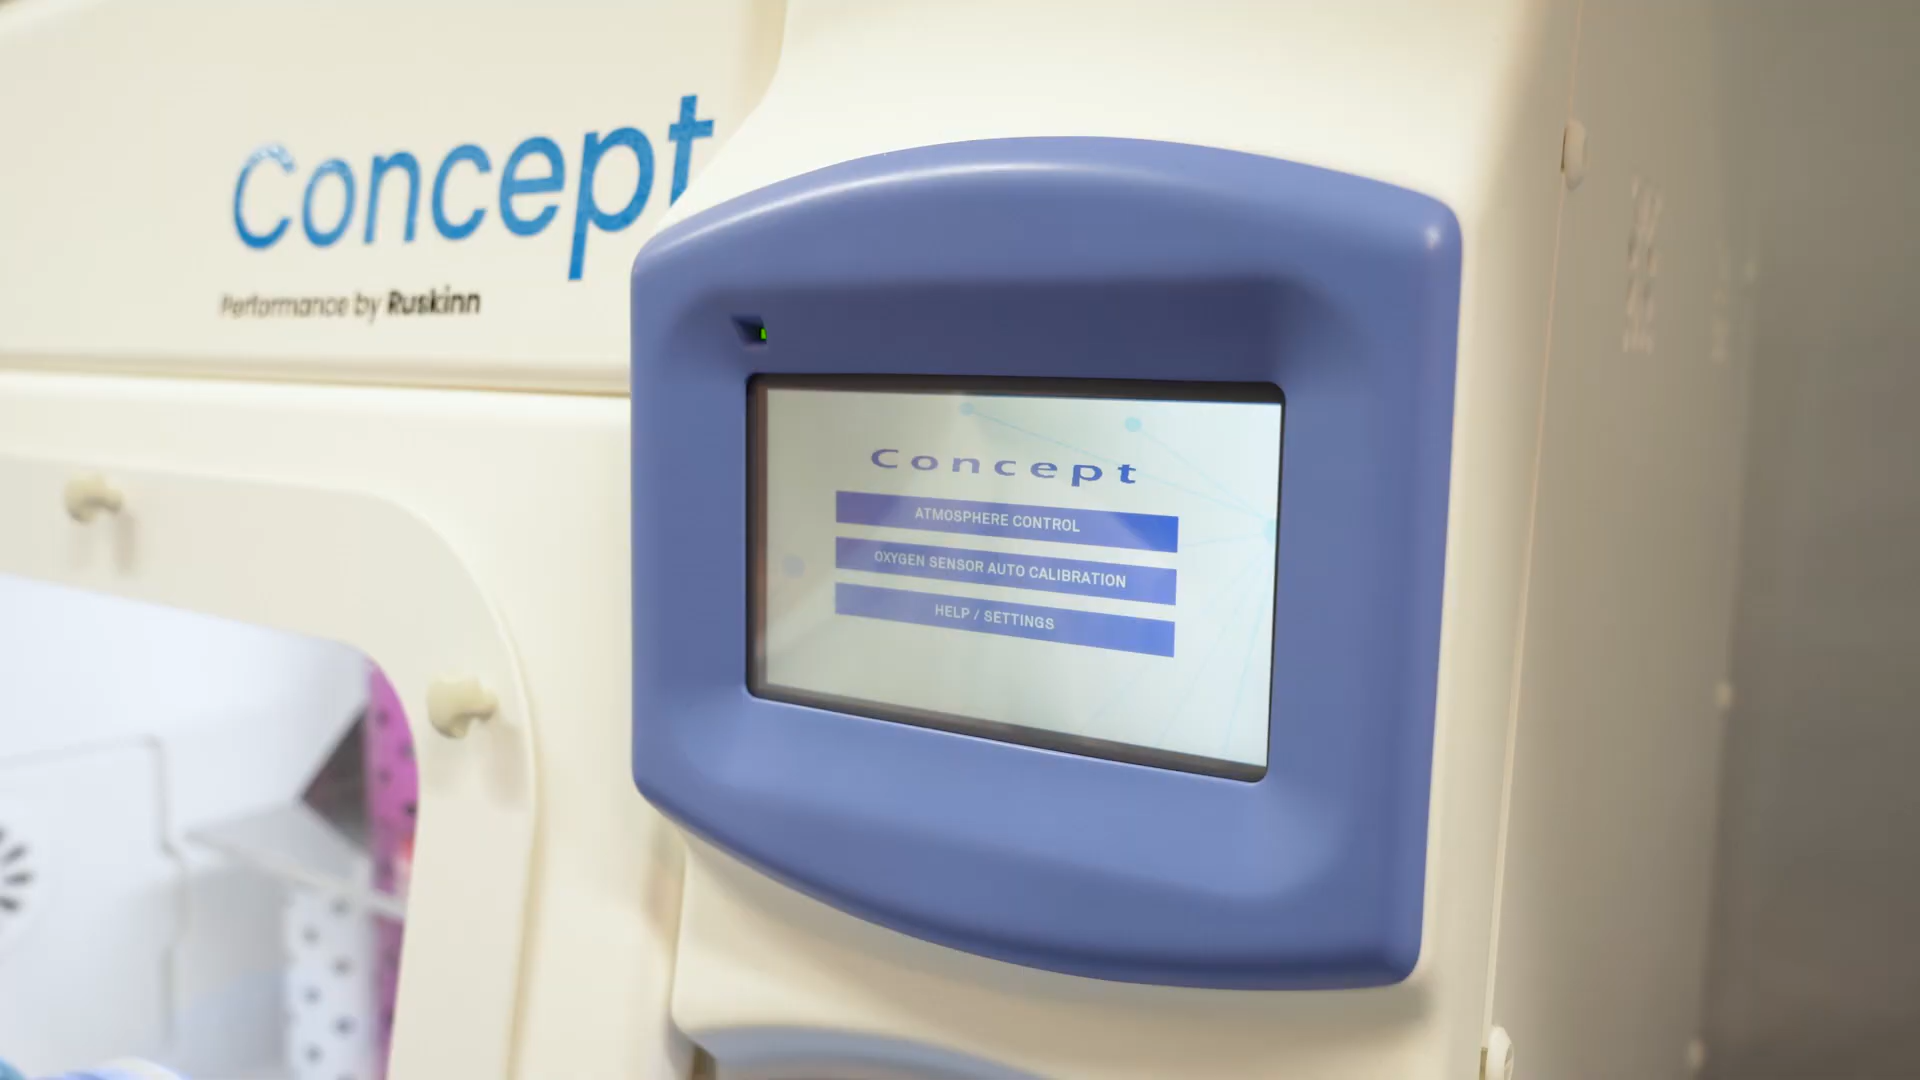 Concept
Performance by Ruskinn
Concept
ATMOSPHERE CONTROL
OXYGEN SENSOR AUTO CALIBRATION
HELP / SETTINGS